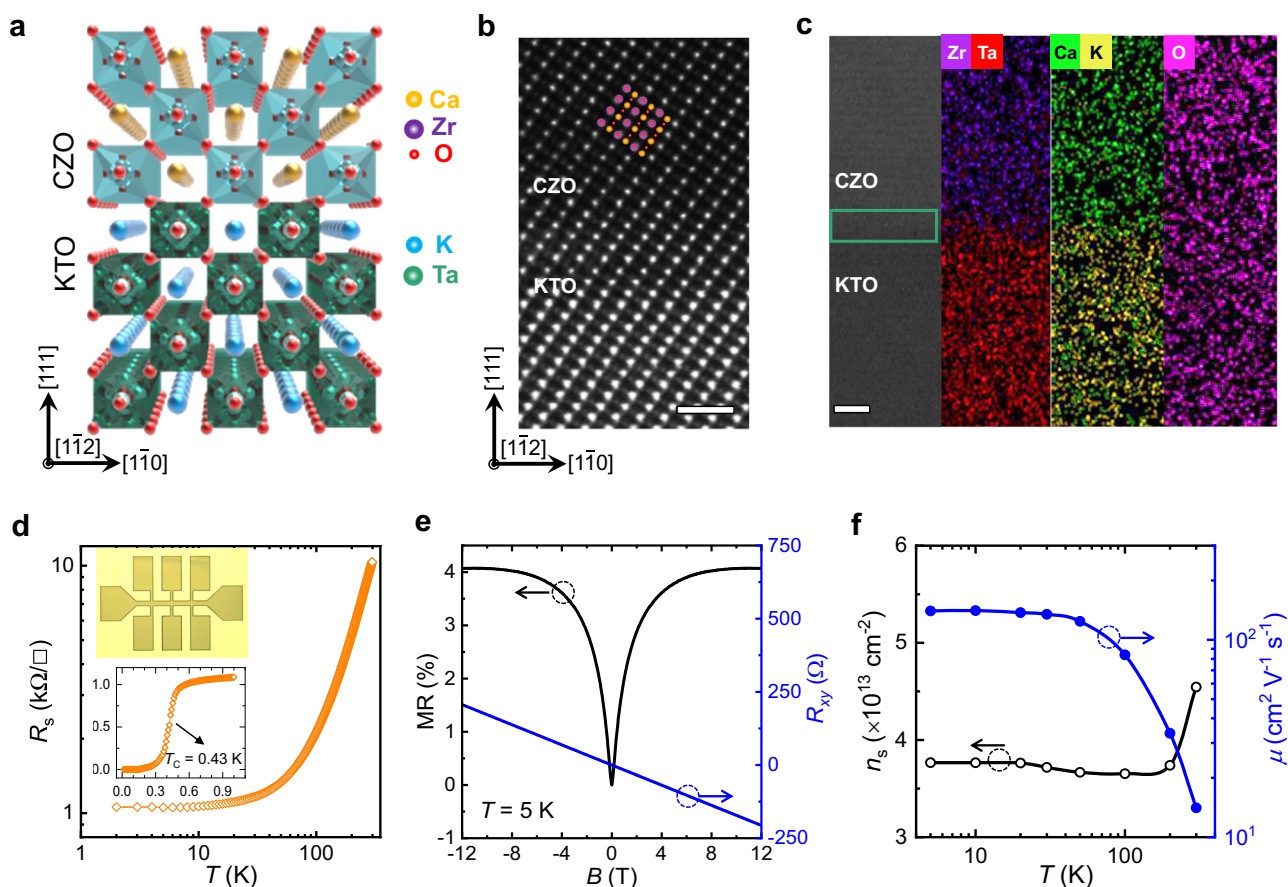 a
CZO
KTO
Ca
Zr
O
K
Ta
[111]
[11̅2]
[11̅0]
b
CZO
KTO
[111]
[11̅2]
[11̅0]
c
CZO
KTO
Zr Ta
Ca K
O
d
10
1
R_s (kΩ/□)
1 10 100
T (K)
1.0
0.5
0.0
0.0 0.3 0.6 0.9
T_C = 0.43 K
e
4
3
2
1
0
-1
MR (%)
750
500
250
0
-250
R_xy (Ω)
T = 5 K
-12 -8 -4 0 4 8 12
B (T)
f
6
5
4
3
n_s (×10^13 cm^-2)
10^2
10^1
μ (cm^2 V^-1 s^-1)
10 100
T (K)